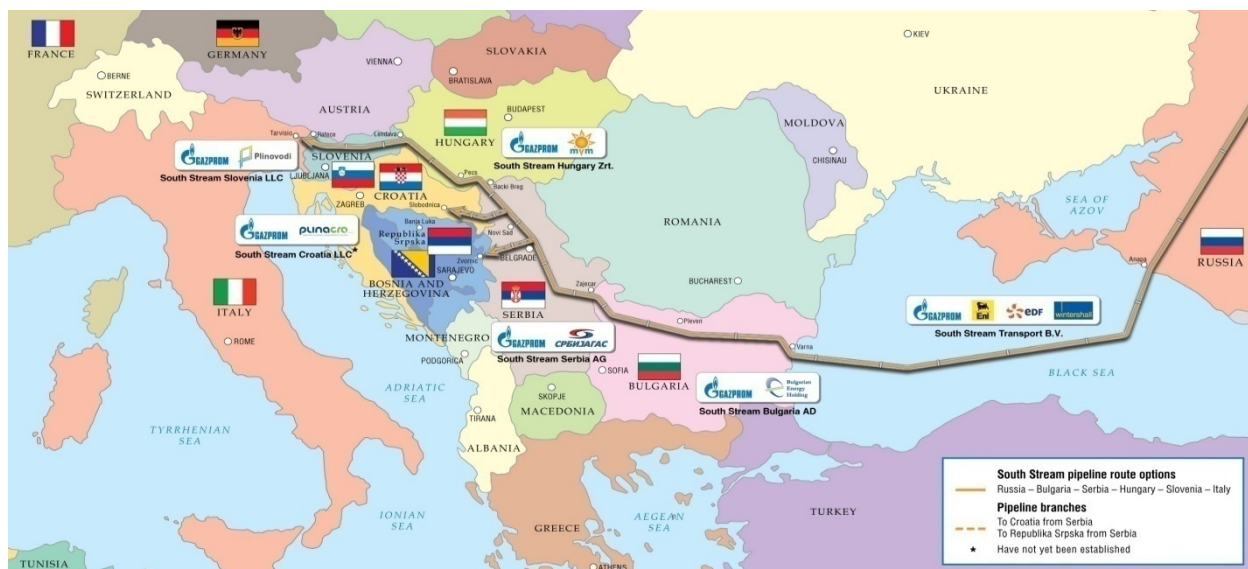 FRANCE
GERMANY
SLOVAKIA
KIEV
BERNE
VIENNA
BRATISLAVA
SWITZERLAND
AUSTRIA
UKRAINE
BUDAPEST
MOLDOVA
HUNGARY
GAZPROM
mvm
South Stream Hungary Zrt.
CHISINAU
Tarvisio
Ratece
Lendava
GAZPROM
Plinovodi
South Stream Slovenia LLC
SLOVENIA
LJUBLJANA
Pecs
Backi Breg
CROATIA
ZAGREB
Slobodnica
SEA OF
AZOV
ROMANIA
GAZPROM
PLINACRO
South Stream Croatia LLC★
Banja Luka
Republika
Srpska
Novi Sad
Zvornic
BELGRADE
SARAJEVO
BOSNIA AND
HERZEGOVINA
Anapa
RUSSIA
BUCHAREST
Zajecar
ITALY
SERBIA
GAZPROM
Eni
eDF
wintershall
South Stream Transport B.V.
ROME
MONTENEGRO
PODGORICA
GAZPROM
СРБИЈАГАС
South Stream Serbia AG
Pleven
Varna
SOFIA
BULGARIA
BLACK SEA
ADRIATIC
SEA
GAZPROM
Bulgarian
Energy
Holding
South Stream Bulgaria AD
SKOPJE
MACEDONIA
TIRANA
ALBANIA
TYRRHENIAN
SEA
IONIAN
SEA
GREECE
AEGEAN
SEA
TURKEY
ATHENS
TUNISIA
South Stream pipeline route options
Russia – Bulgaria – Serbia – Hungary – Slovenia – Italy
Pipeline branches
To Croatia from Serbia
To Republika Srpska from Serbia
★ Have not yet been established